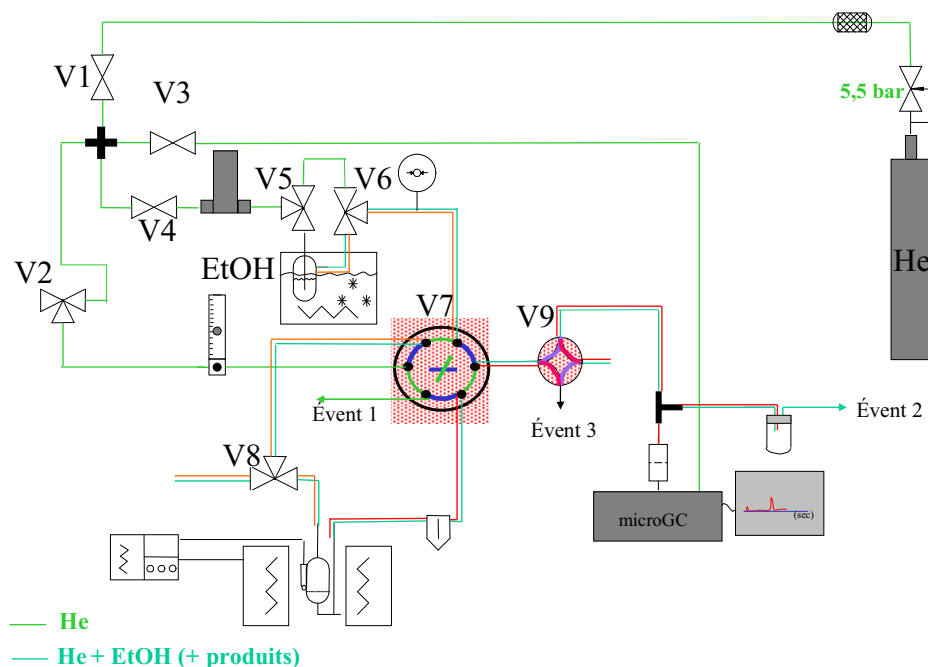 V1
V3
5,5 bar
V5
V6
V4
He
EtOH
V2
V7
V9
Évent 1
Évent 3
Évent 2
V8
microGC
(sec)
He
He + EtOH (+ produits)